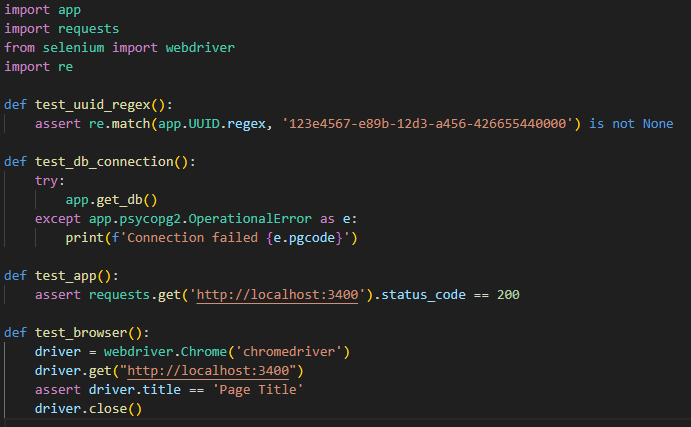 import app
import requests
from selenium import webdriver
import re

def test_uuid_regex():
    assert re.match(app.UUID.regex, '123e4567-e89b-12d3-a456-426655440000') is not None

def test_db_connection():
    try:
        app.get_db()
    except app.psycopg2.OperationalError as e:
        print(f'Connection failed {e.pgcode}')

def test_app():
    assert requests.get('http://localhost:3400').status_code == 200

def test_browser():
    driver = webdriver.Chrome('chromedriver')
    driver.get("http://localhost:3400")
    assert driver.title == 'Page Title'
    driver.close()